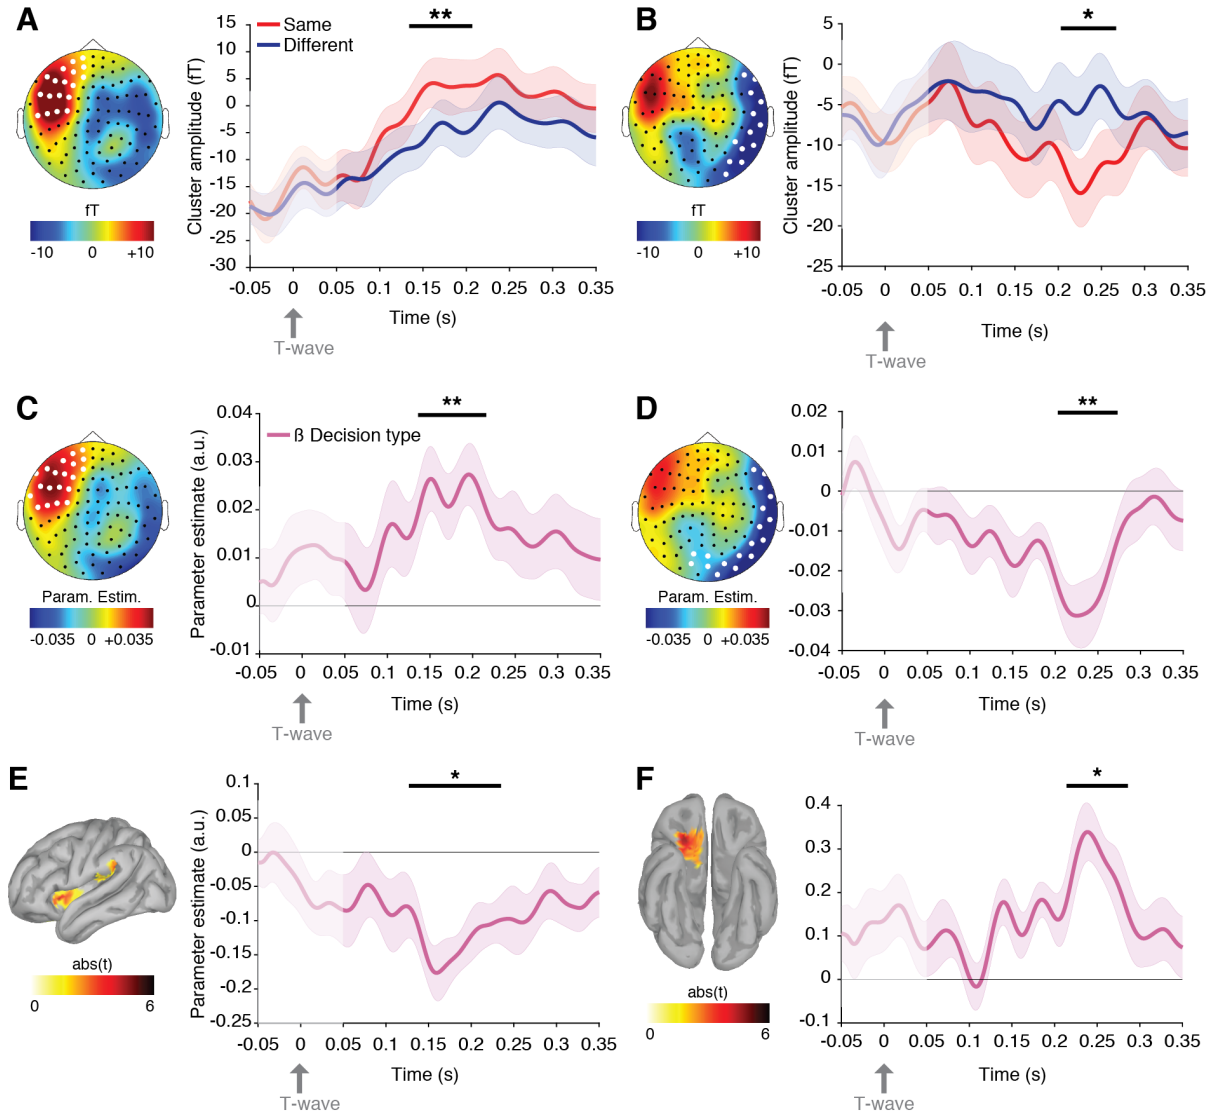 A
15
10
5
0
-5
-10
-15
-20
-25
-30
Cluster amplitude (fT)
Same
Different
**
-0.05 0 0.05 0.1 0.15 0.2 0.25 0.3 0.35
Time (s)
T-wave
fT
-10 0 +10
B
5
0
-5
-10
-15
-20
-25
Cluster amplitude (fT)
*
-0.05 0 0.05 0.1 0.15 0.2 0.25 0.3 0.35
Time (s)
T-wave
fT
-10 0 +10
C
0.04
0.03
0.02
0.01
0
-0.01
Parameter estimate (a.u.)
ß Decision type
**
-0.05 0 0.05 0.1 0.15 0.2 0.25 0.3 0.35
Time (s)
T-wave
Param. Estim.
-0.035 0 +0.035
D
0.02
0.01
0
-0.01
-0.02
-0.03
-0.04
**
-0.05 0 0.05 0.1 0.15 0.2 0.25 0.3 0.35
Time (s)
T-wave
Param. Estim.
-0.035 0 +0.035
E
0.1
0.05
0
-0.05
-0.1
-0.15
-0.2
-0.25
Parameter estimate (a.u.)
*
-0.05 0 0.05 0.1 0.15 0.2 0.25 0.3 0.35
Time (s)
T-wave
abs(t)
0 6
F
0.4
0.3
0.2
0.1
0
-0.1
*
-0.05 0 0.05 0.1 0.15 0.2 0.25 0.3 0.35
Time (s)
T-wave
abs(t)
0 6